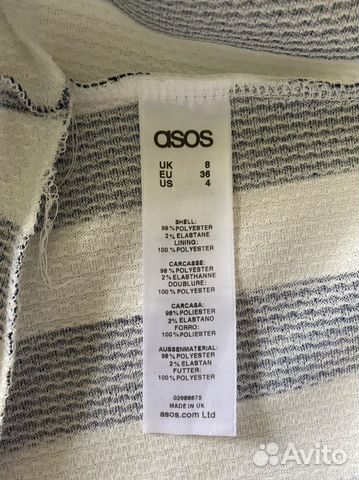 asos
UK 8
EU 36
US 4
SHELL:
98% POLYESTER
2% ELASTANE
LINING:
100% POLYESTER
CARCASSE:
98% POLYESTER
2% ELASTHANNE
DOUBLURE:
100% POLYESTER
CARCASA:
98% POLIESTER
2% ELASTANO
FORRO:
100% POLIESTER
AUSSENMATERIAL:
98% POLYESTER
2% ELASTAN
FUTTER:
100% POLYESTER
02988675
MADE IN UK
asos.com Ltd
Avito